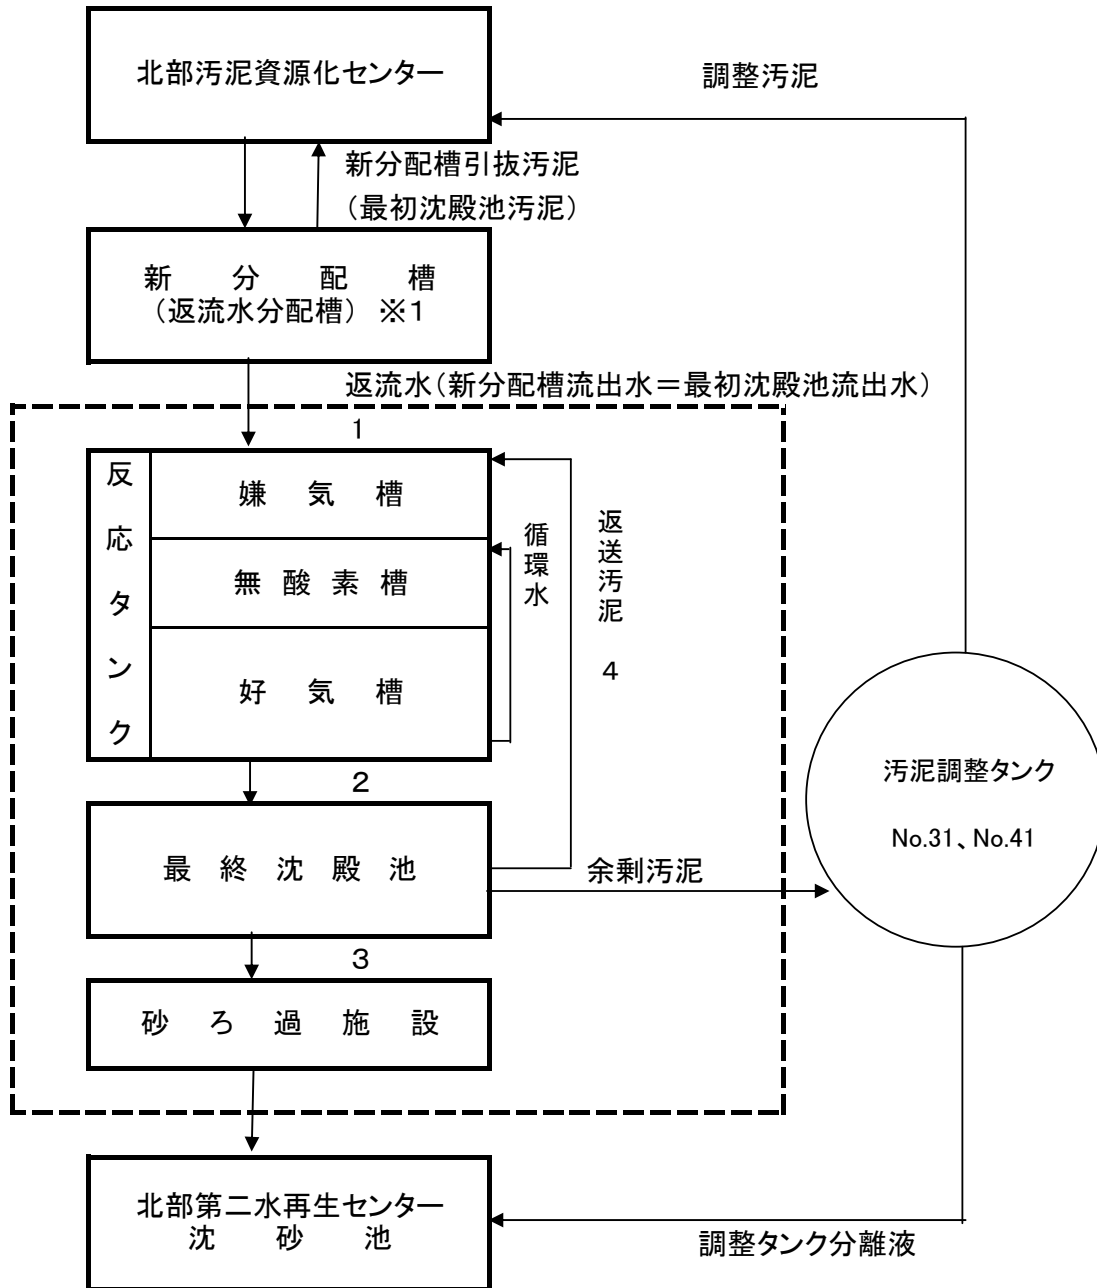 北部汚泥資源化センター
調整汚泥
新分配槽引抜汚泥
（最初沈殿池汚泥）
新　分　配　槽
（返流水分配槽）※1
返流水（新分配槽流出水＝最初沈殿池流出水）
1
反応タンク
嫌　気　槽
無　酸　素　槽
好　気　槽
循環水
返送汚泥　4
2
汚泥調整タンク
No.31、No.41
最　終　沈　殿　池
余剰汚泥
3
砂　ろ　過　施　設
北部第二水再生センター
沈　砂　池
調整タンク分離液